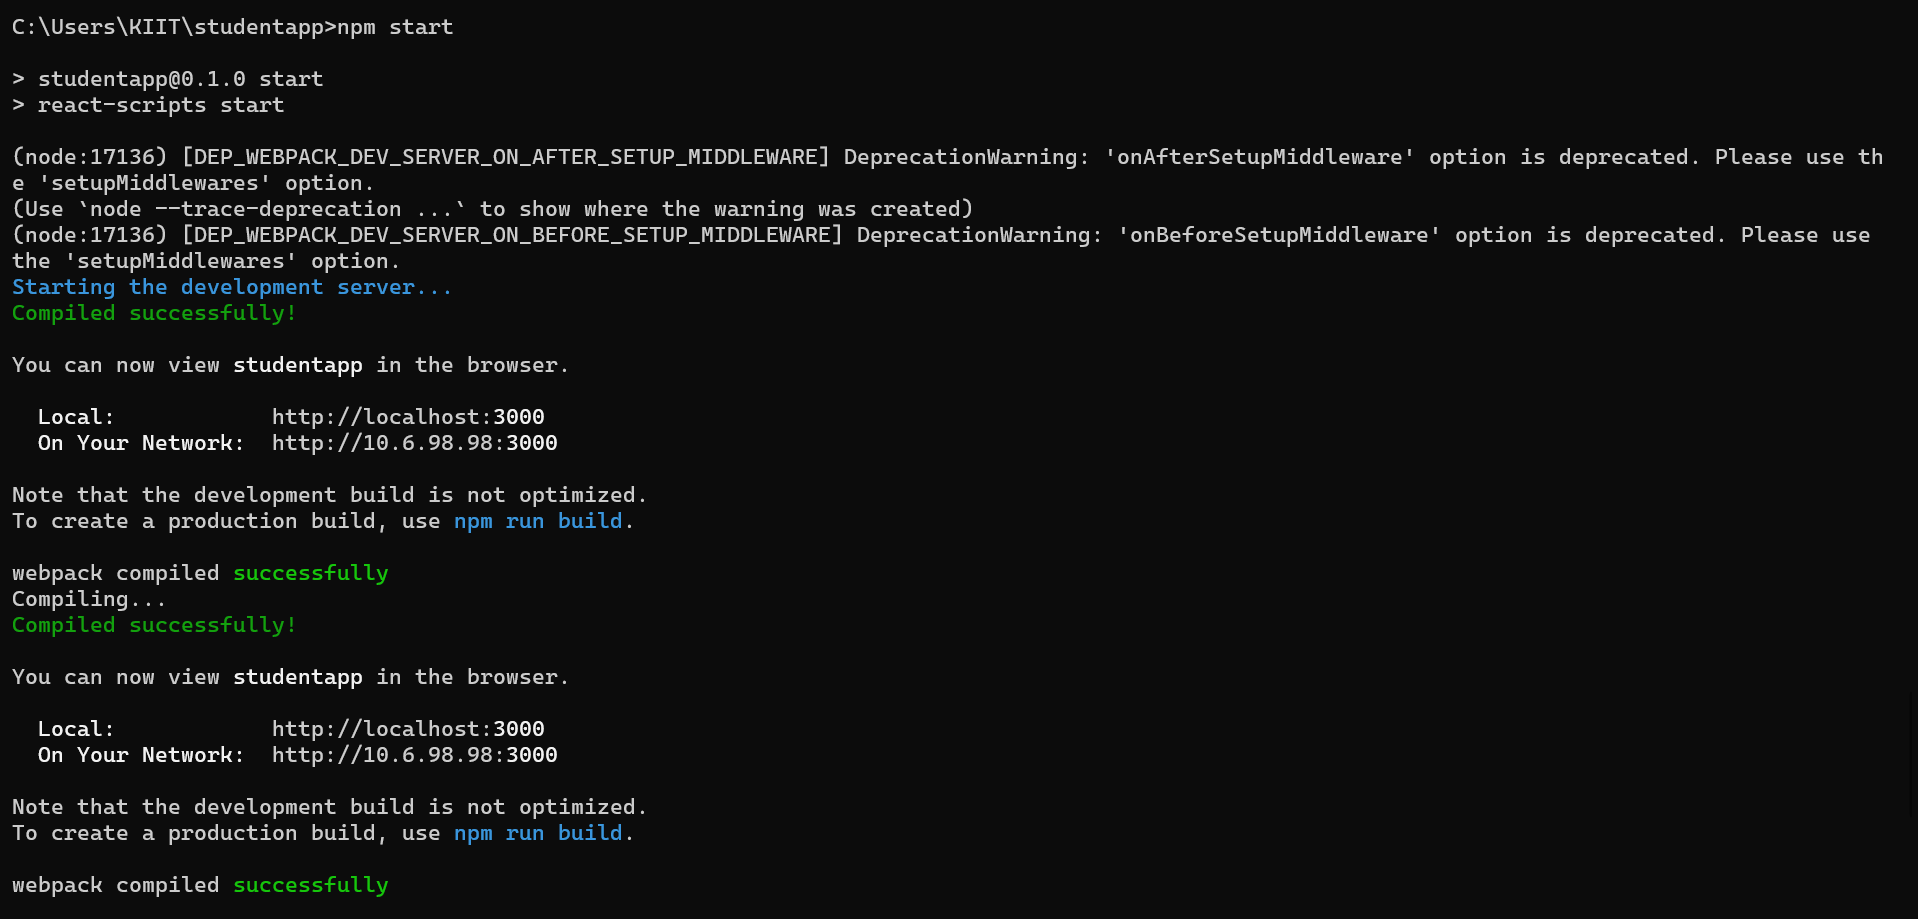 C:\Users\KIIT\studentapp>npm start
> studentapp@0.1.0 start
> react-scripts start
(node:17136) [DEP_WEBPACK_DEV_SERVER_ON_AFTER_SETUP_MIDDLEWARE] DeprecationWarning: 'onAfterSetupMiddleware' option is deprecated. Please use th
e 'setupMiddlewares' option.
(Use `node --trace-deprecation ...` to show where the warning was created)
(node:17136) [DEP_WEBPACK_DEV_SERVER_ON_BEFORE_SETUP_MIDDLEWARE] DeprecationWarning: 'onBeforeSetupMiddleware' option is deprecated. Please use
the 'setupMiddlewares' option.
Starting the development server...
Compiled successfully!
You can now view studentapp in the browser.
Local: http://localhost:3000
On Your Network: http://10.6.98.98:3000
Note that the development build is not optimized.
To create a production build, use npm run build.
webpack compiled successfully
Compiling...
Compiled successfully!
You can now view studentapp in the browser.
Local: http://localhost:3000
On Your Network: http://10.6.98.98:3000
Note that the development build is not optimized.
To create a production build, use npm run build.
webpack compiled successfully